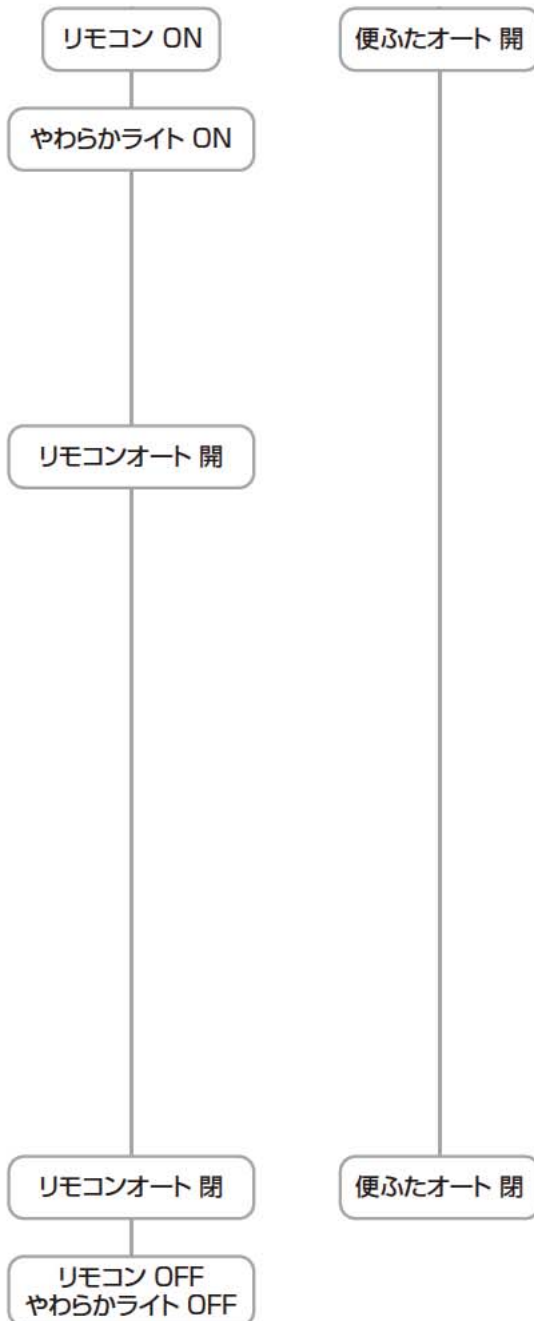 リモコン ON
便ふたオート 開
やわらかライト ON
リモコンオート 開
リモコンオート 閉
便ふたオート 閉
リモコン OFF
やわらかライト OFF